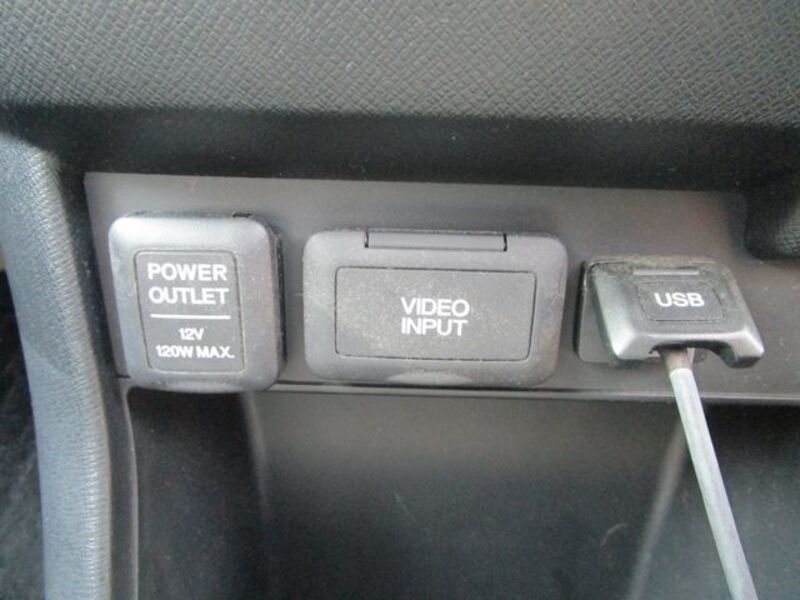 POWER
OUTLET
12V
120W MAX.
VIDEO
INPUT
USB